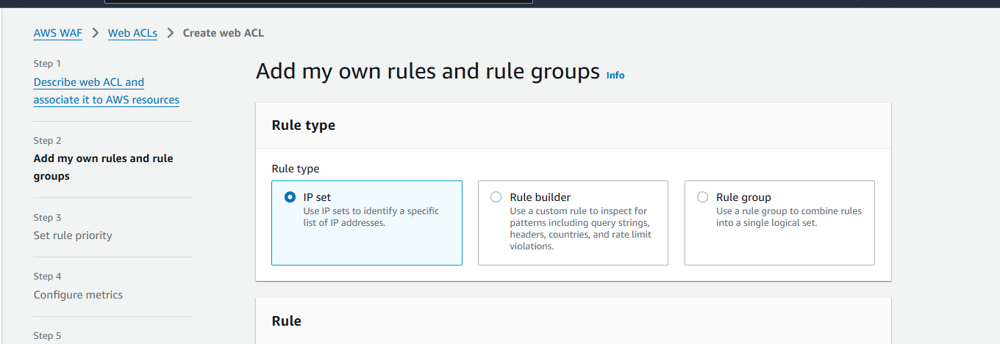 AWS WAF > Web ACLs > Create web ACL
Step 1
Describe web ACL and
associate it to AWS resources
Step 2
Add my own rules and rule
groups
Step 3
Set rule priority
Step 4
Configure metrics
Step 5
Add my own rules and rule groups Info
Rule type
Rule type
IP set
Use IP sets to identify a specific
list of IP addresses.
Rule builder
Use a custom rule to inspect for
patterns including query strings,
headers, countries, and rate limit
violations.
Rule group
Use a rule group to combine rules
into a single logical set.
Rule